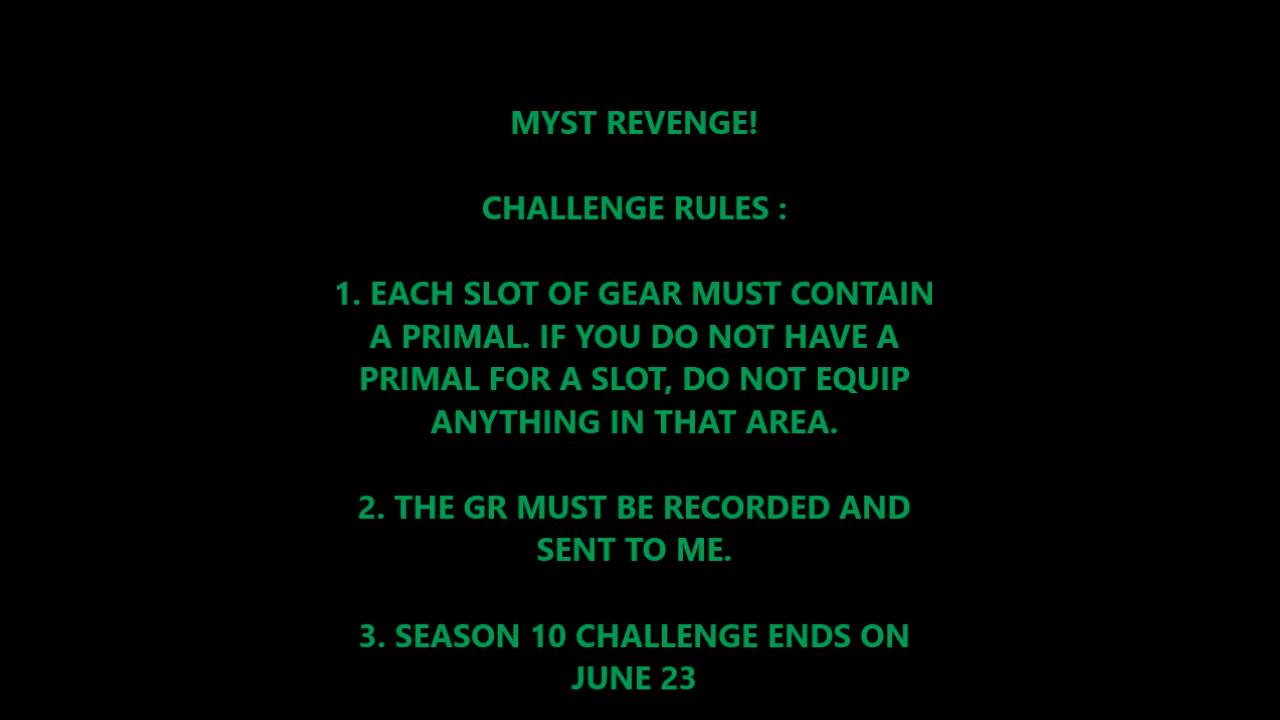 MYST REVENGE!
CHALLENGE RULES :
1. EACH SLOT OF GEAR MUST CONTAIN
A PRIMAL. IF YOU DO NOT HAVE A
PRIMAL FOR A SLOT, DO NOT EQUIP
ANYTHING IN THAT AREA.
2. THE GR MUST BE RECORDED AND
SENT TO ME.
3. SEASON 10 CHALLENGE ENDS ON
JUNE 23